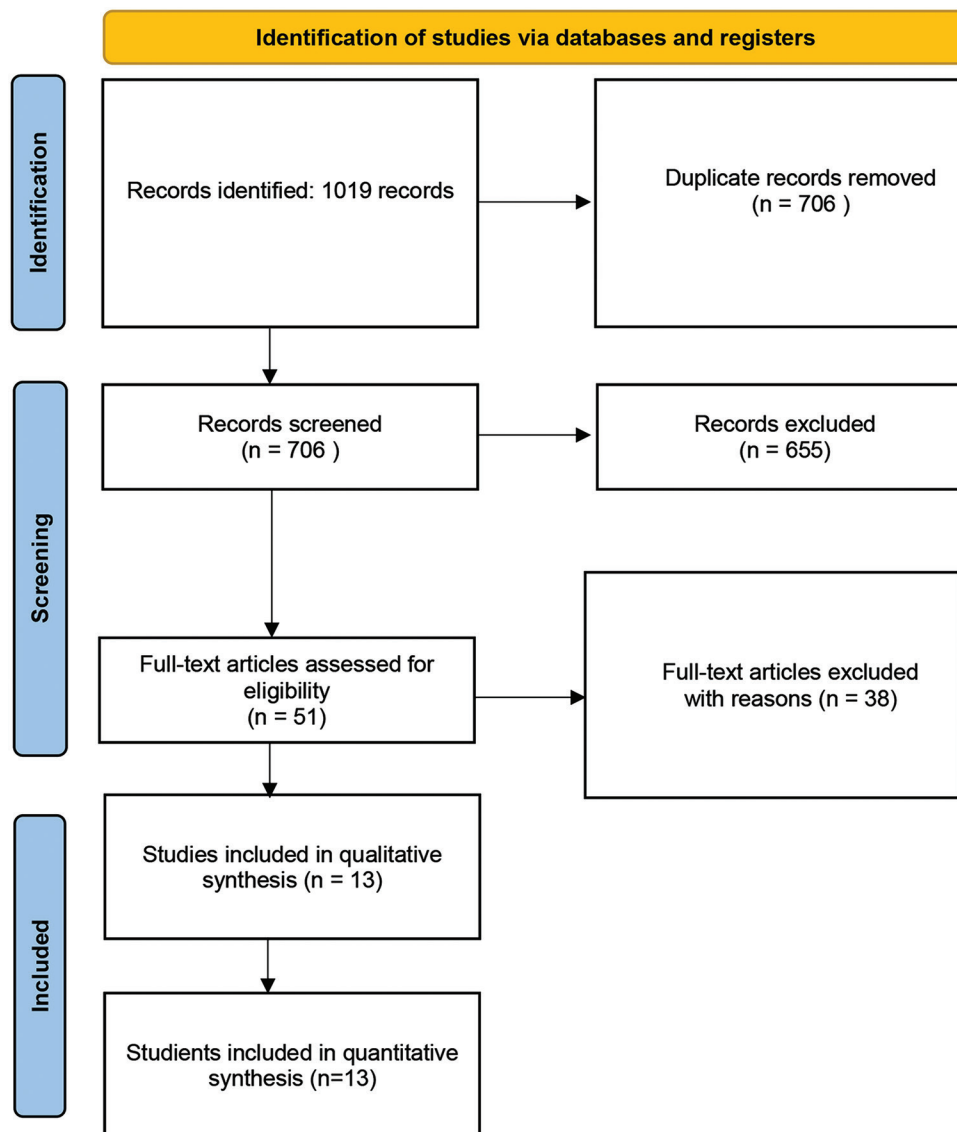 Identification of studies via databases and registers
Identification
Records identified: 1019 records
Duplicate records removed
(n = 706 )
Screening
Records screened
(n = 706 )
Records excluded
(n = 655)
Full-text articles assessed for
eligibility
(n = 51)
Full-text articles excluded
with reasons (n = 38)
Included
Studies included in qualitative
synthesis (n = 13)
Studients included in quantitative
synthesis (n=13)